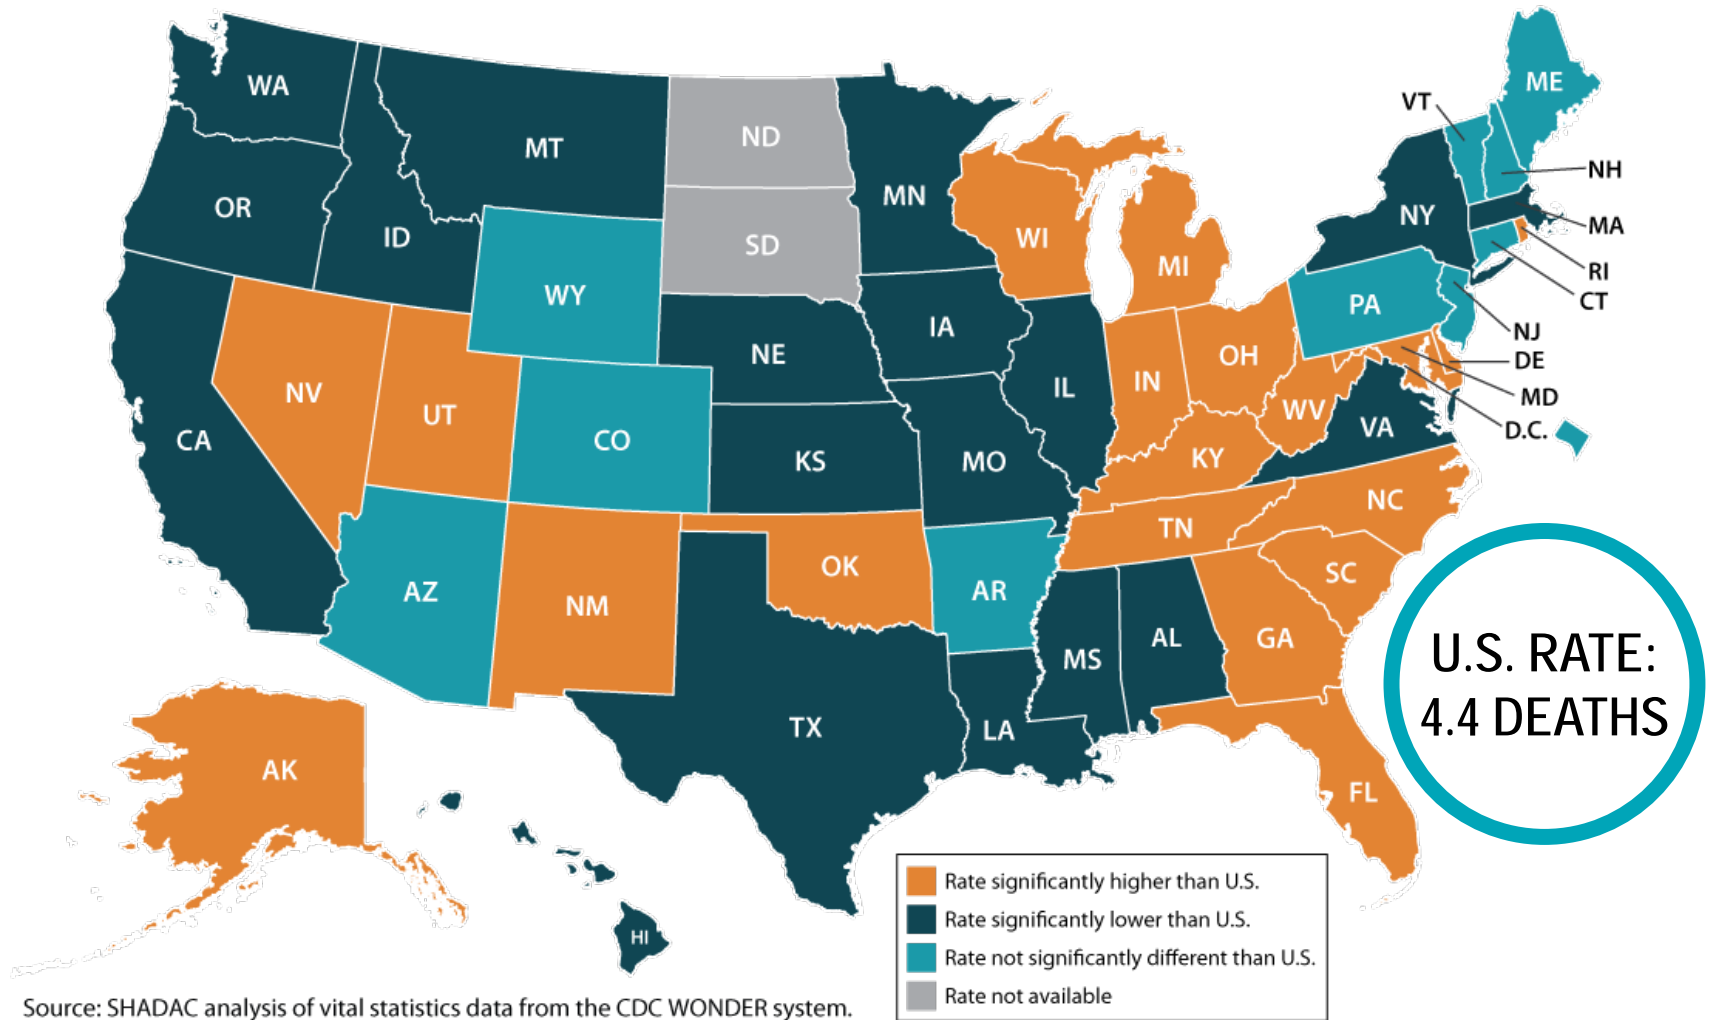 WA
MT
ND
MN
VT
ME
OR
ID
SD
WI
MI
NY
NH
MA
RI
CT
WY
NE
IA
PA
NJ
DE
MD
D.C.
NV
UT
CO
KS
MO
IL
IN
OH
WV
VA
KY
CA
AZ
NM
OK
AR
TN
NC
SC
MS
AL
GA
TX
LA
FL
AK
HI
U.S. RATE:
4.4 DEATHS
Rate significantly higher than U.S.
Rate significantly lower than U.S.
Rate not significantly different than U.S.
Rate not available
Source: SHADAC analysis of vital statistics data from the CDC WONDER system.